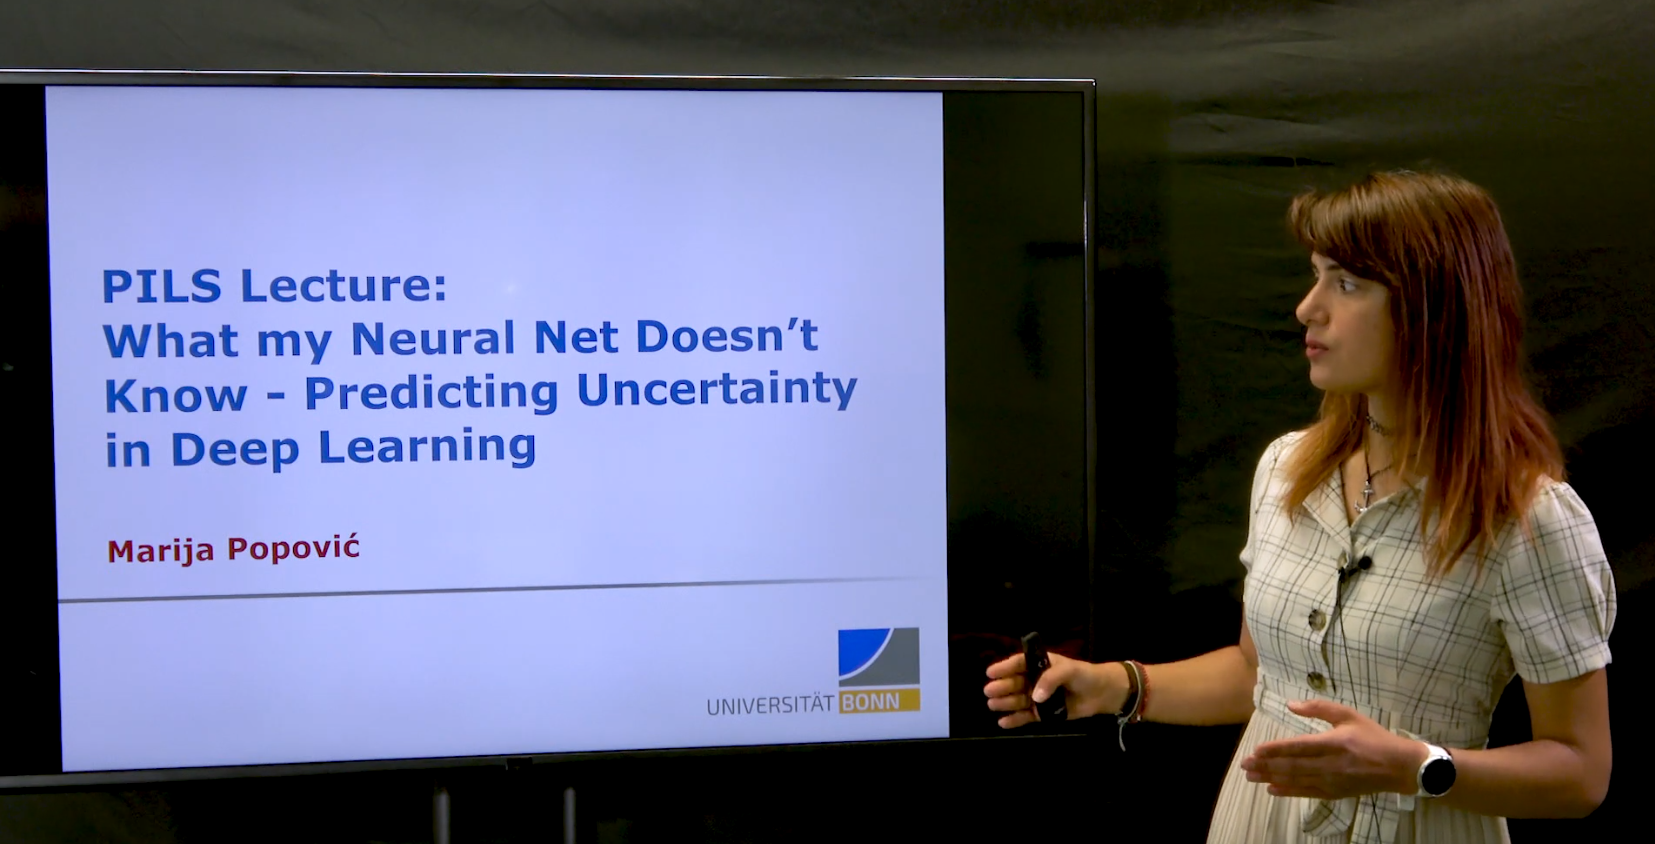 PILS Lecture:
What my Neural Net Doesn’t
Know - Predicting Uncertainty
in Deep Learning
Marija Popović
UNIVERSITÄT BONN